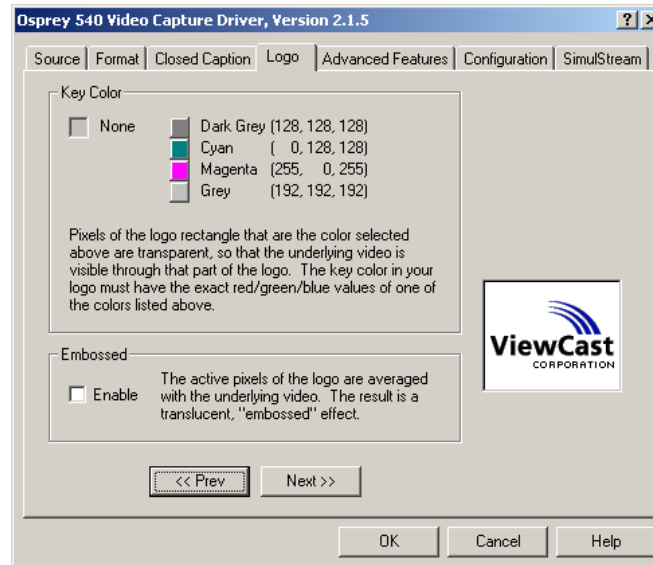 Osprey 540 Video Capture Driver, Version 2.1.5
Source Format Closed Caption Logo Advanced Features Configuration SimulStream
Key Color
None
Dark Grey (128, 128, 128)
Cyan ( 0, 128, 128)
Magenta (255, 0, 255)
Grey (192, 192, 192)
Pixels of the logo rectangle that are the color selected
above are transparent, so that the underlying video is
visible through that part of the logo. The key color in your
logo must have the exact red/green/blue values of one of
the colors listed above.
ViewCast
CORPORATION
Embossed
Enable
The active pixels of the logo are averaged
with the underlying video. The result is a
translucent, "embossed" effect.
<< Prev Next >>
OK Cancel Help